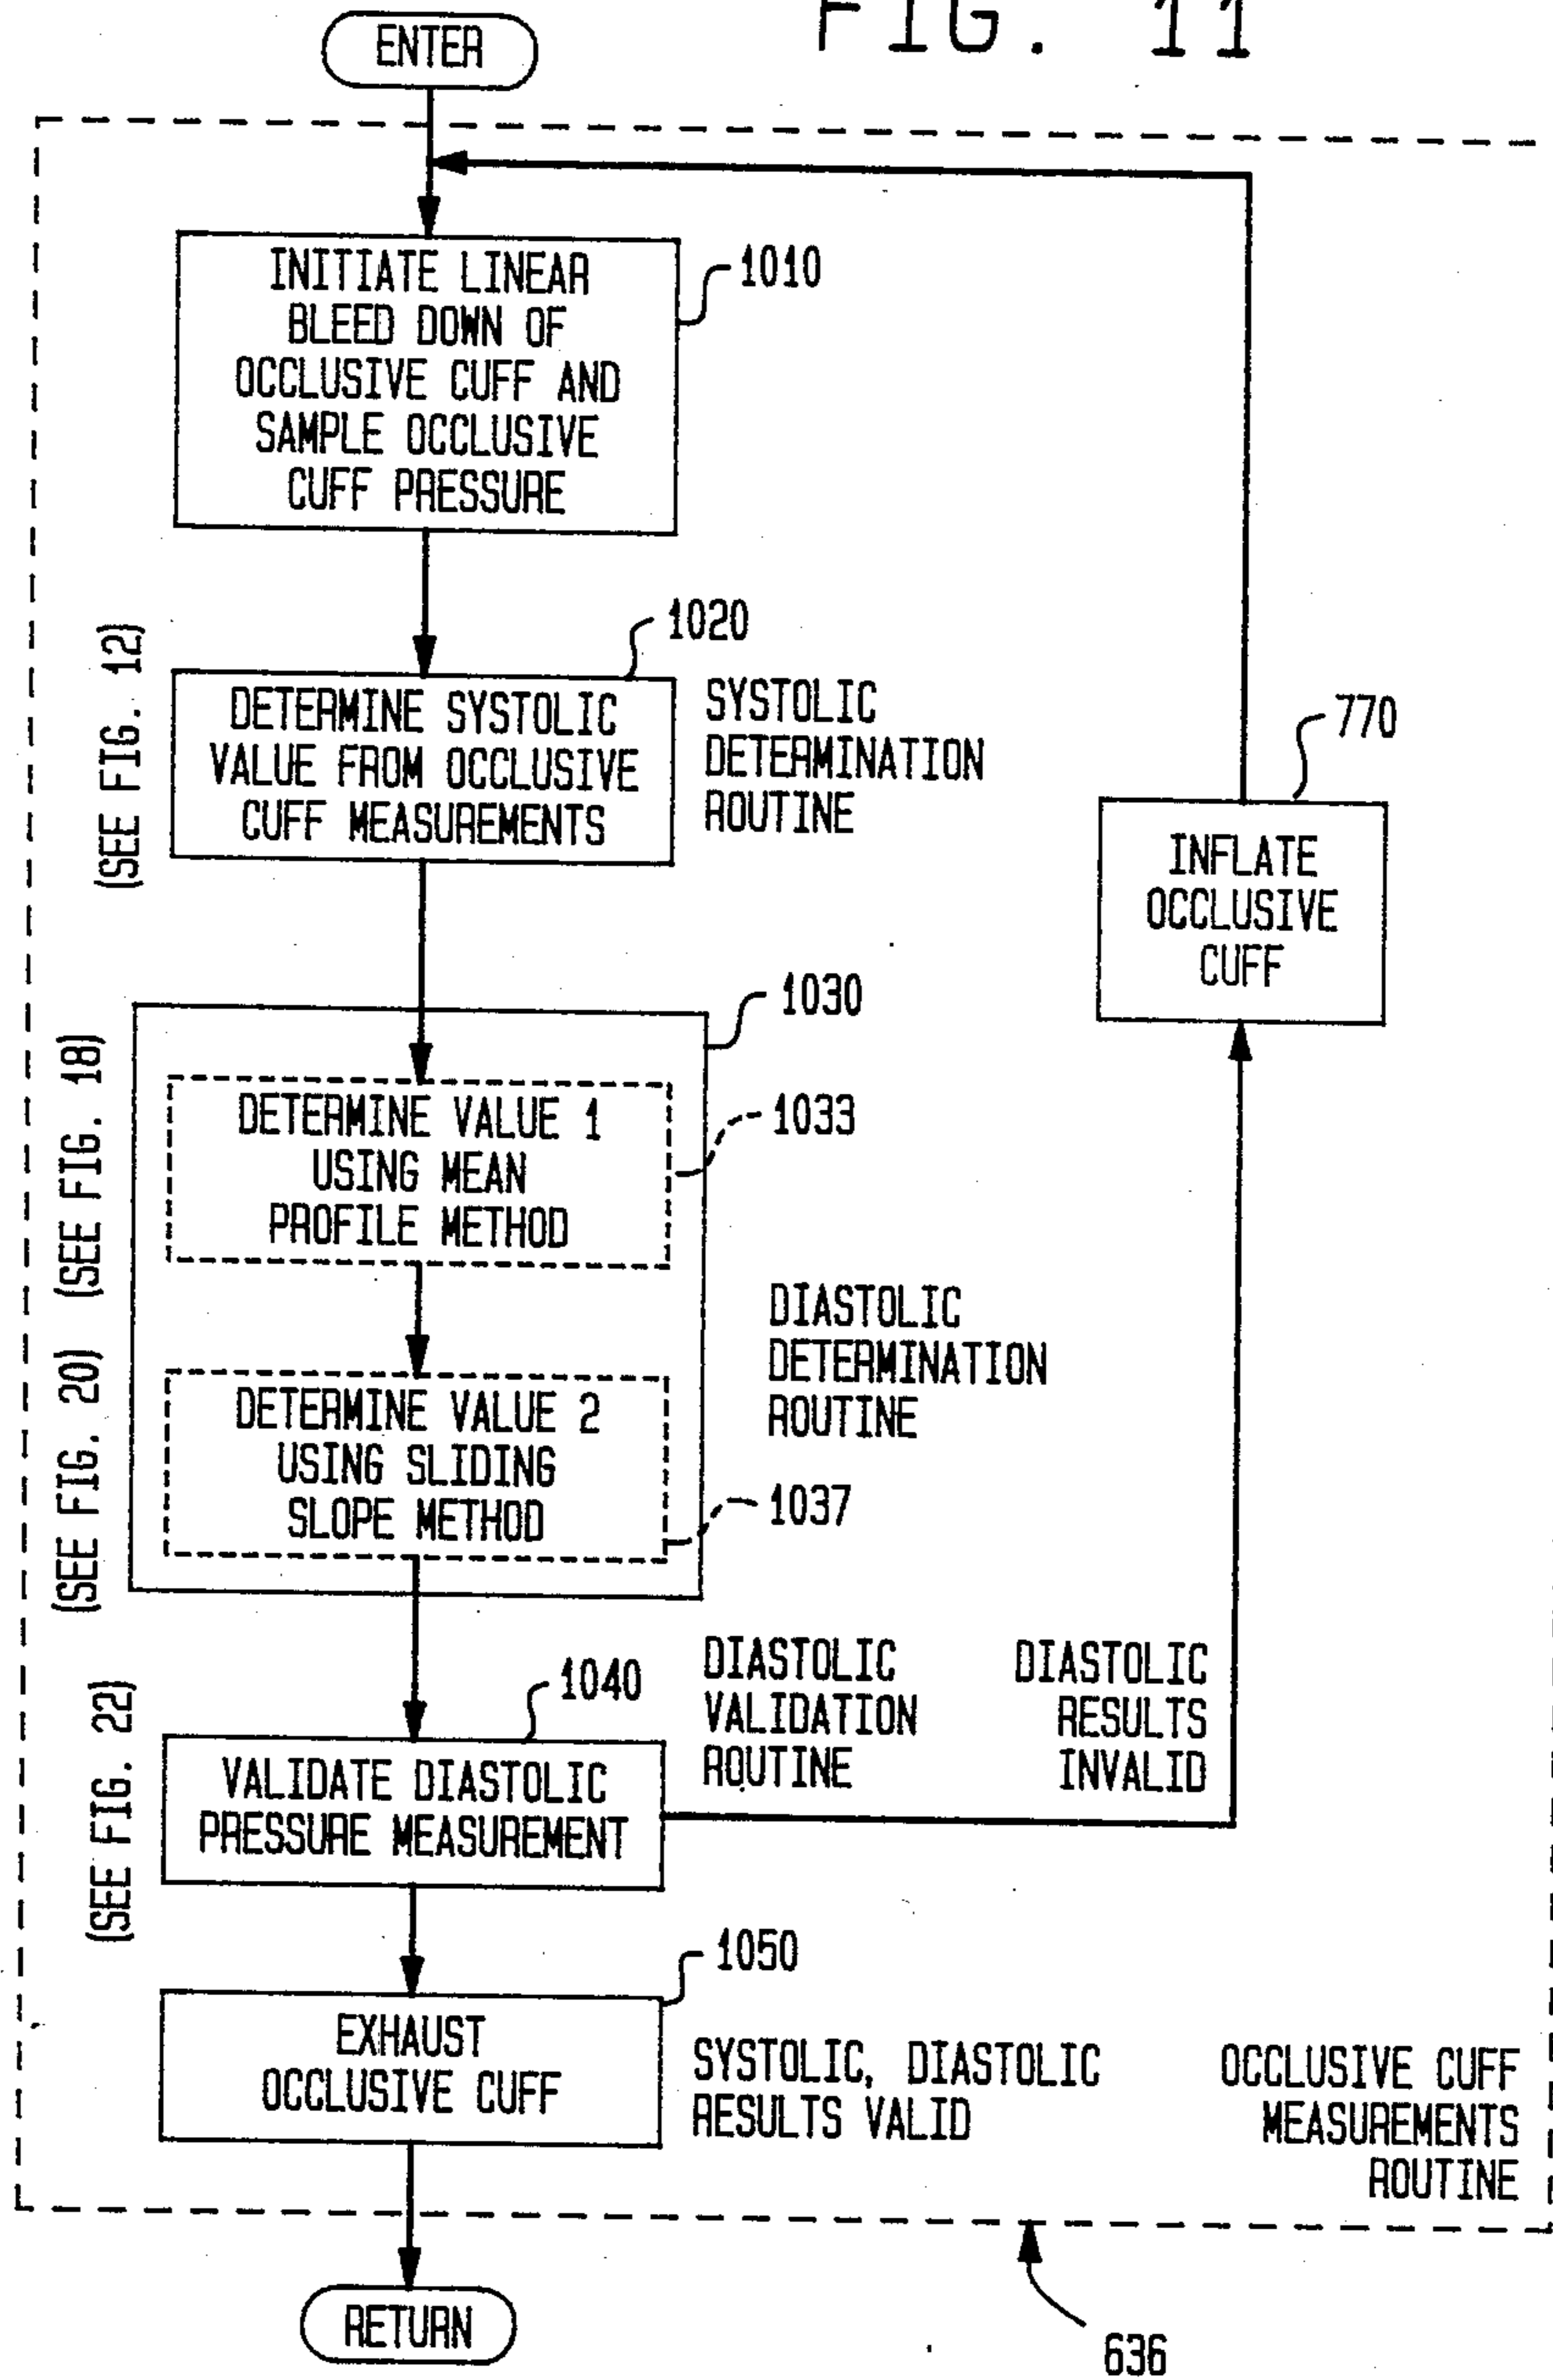 FIG. 11
ENTER
INITIATE LINEAR
BLEED DOWN OF
OCCLUSIVE CUFF AND
SAMPLE OCCLUSIVE
CUFF PRESSURE
1010
(SEE FIG. 12)
1020
DETERMINE SYSTOLIC
VALUE FROM OCCLUSIVE
CUFF MEASUREMENTS
SYSTOLIC
DETERMINATION
ROUTINE
770
INFLATE
OCCLUSIVE
CUFF
1030
(SEE FIG. 18)
DETERMINE VALUE 1
USING MEAN
PROFILE METHOD
1033
DIASTOLIC
DETERMINATION
ROUTINE
(SEE FIG. 20)
DETERMINE VALUE 2
USING SLIDING
SLOPE METHOD
1037
(SEE FIG. 22)
1040
VALIDATE DIASTOLIC
PRESSURE MEASUREMENT
DIASTOLIC
VALIDATION
ROUTINE
DIASTOLIC
RESULTS
INVALID
1050
EXHAUST
OCCLUSIVE CUFF
SYSTOLIC, DIASTOLIC
RESULTS VALID
OCCLUSIVE CUFF
MEASUREMENTS
ROUTINE
RETURN
636